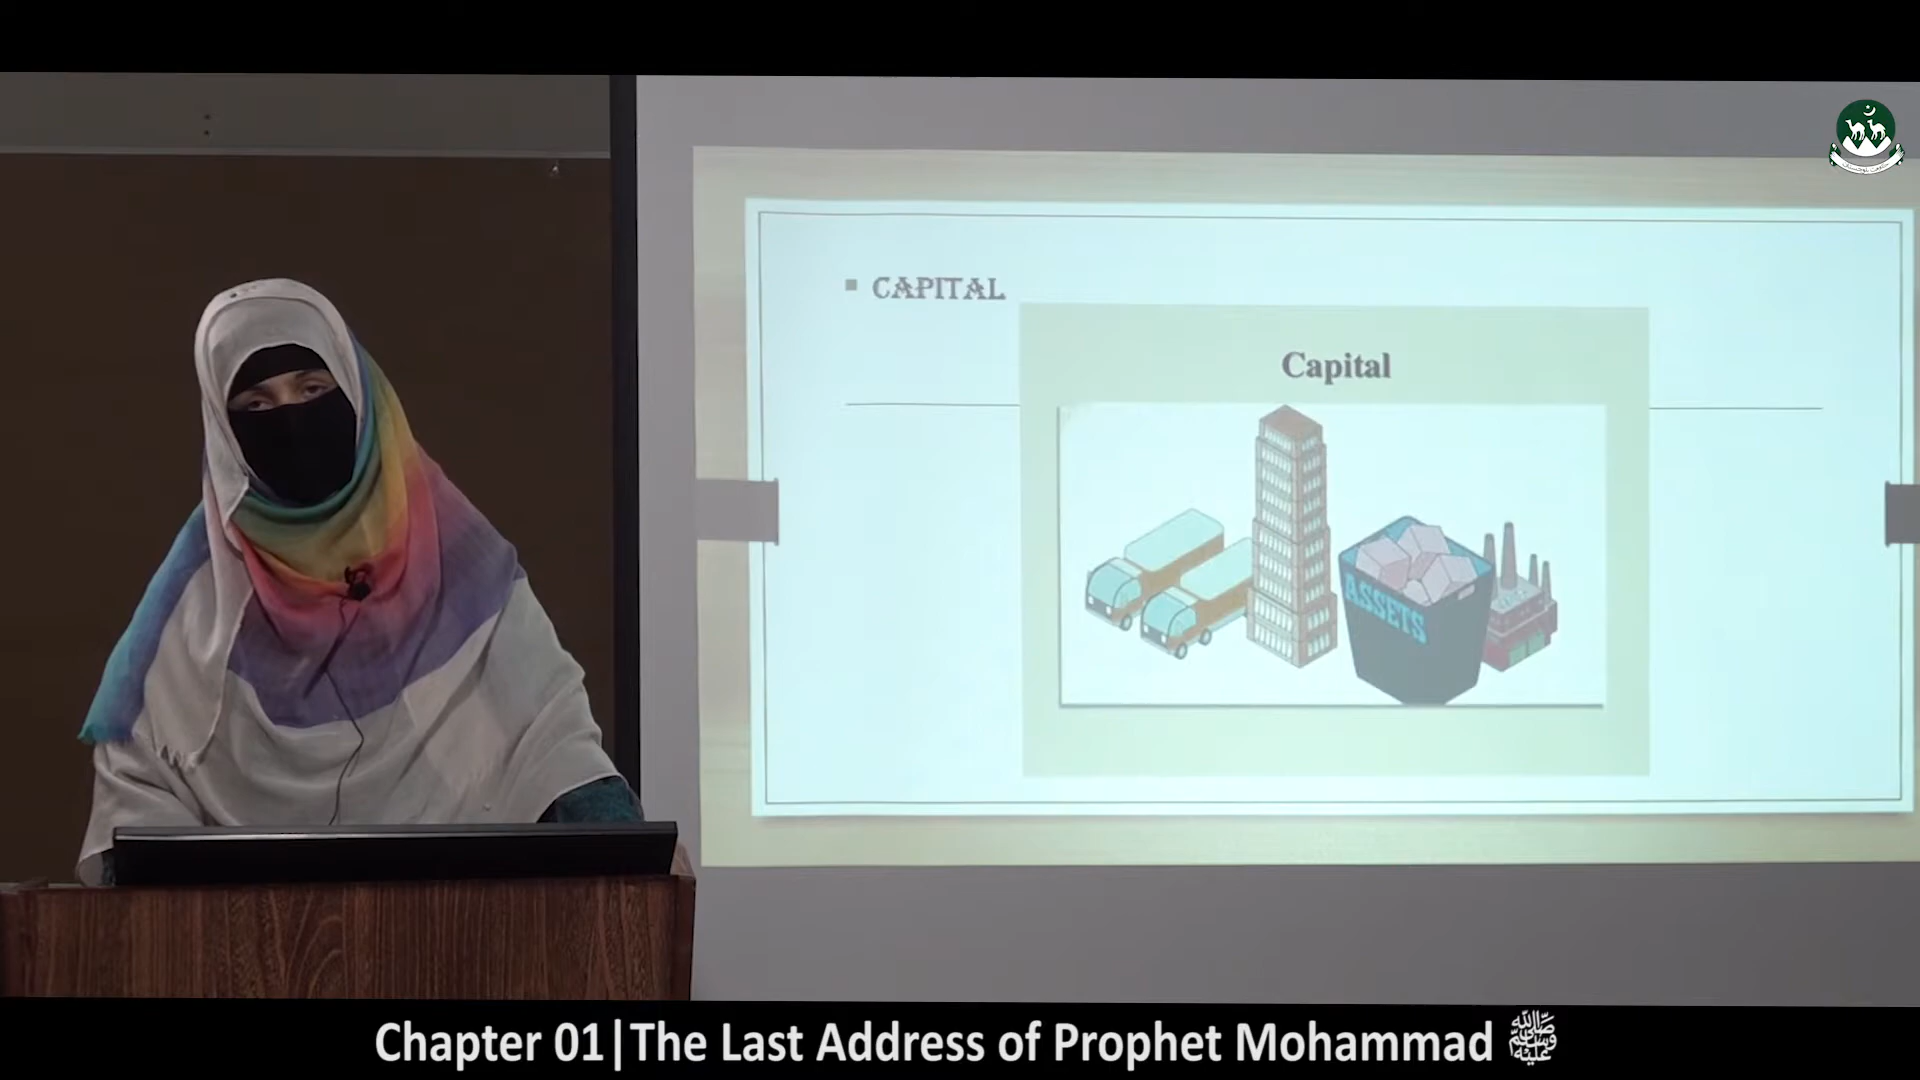 CAPITAL
Capital
ASSETS
Chapter 01|The Last Address of Prophet Mohammad ﷺ